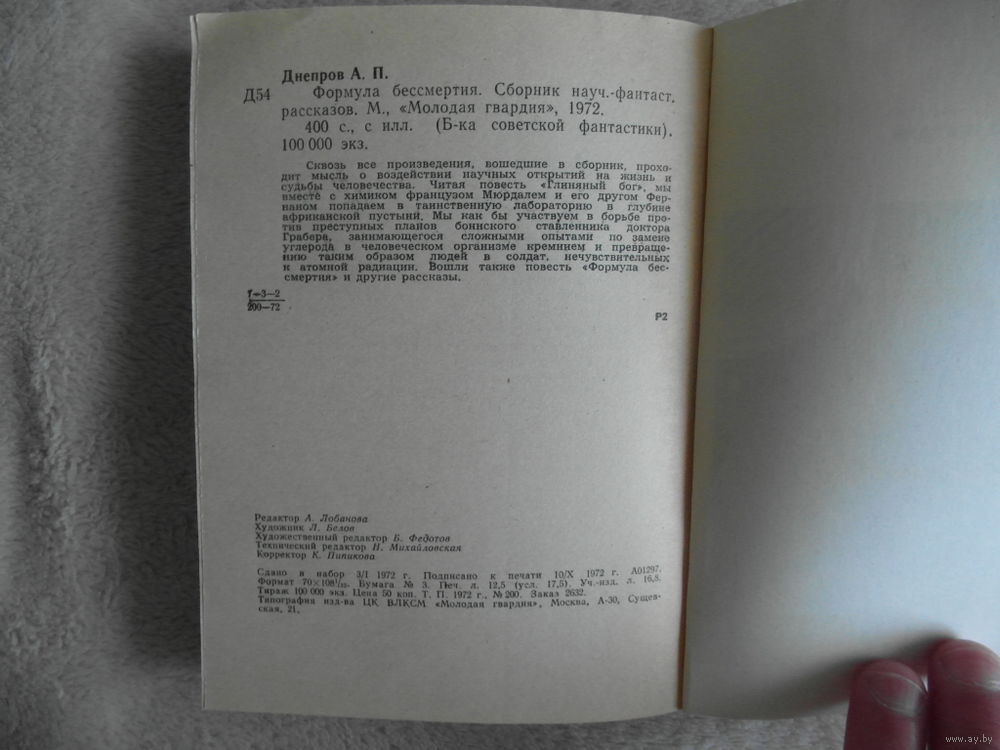 Днепров А. П.
Д54 Формула бессмертия. Сборник науч.-фантаст.
рассказов. М., «Молодая гвардия», 1972.
400 с., с илл. (Б-ка советской фантастики).
100 000 экз.
Сквозь все произведения, вошедшие в сборник, прохо-
дит мысль о воздействии научных открытий на жизнь и
судьбы человечества. Читая повесть «Глиняный бог», мы
вместе с химиком французом Мюрдалем и его другом Фер-
наном попадаем в таинственную лабораторию в глубине
африканской пустыни. Мы как бы участвуем в борьбе про-
тив преступных планов боннского ставленника доктора
Грабера, занимающегося сложными опытами по замене
углерода в человеческом организме кремнием и превраще-
нию таким образом людей в солдат, нечувствительных
к атомной радиации. Вошли также повесть «Формула бес-
смертия» и другие рассказы.
7—3—2
200—72
Р2
Редактор А. Лобанова
Художник Л. Белов
Художественный редактор Б. Федотов
Технический редактор Н. Михайловская
Корректор К. Пипикова
Сдано в набор 3/I 1972 г. Подписано к печати 10/X 1972 г. А01297.
Формат 70×108¹/₃₂. Бумага № 3. Печ. л. 12,5 (усл. 17,5). Уч.-изд. л. 16,8.
Тираж 100 000 экз. Цена 50 коп. Т. П. 1972 г., № 200. Заказ 2632.
Типография изд-ва ЦК ВЛКСМ «Молодая гвардия», Москва, А-30, Сущев-
ская, 21.
www.ay.by